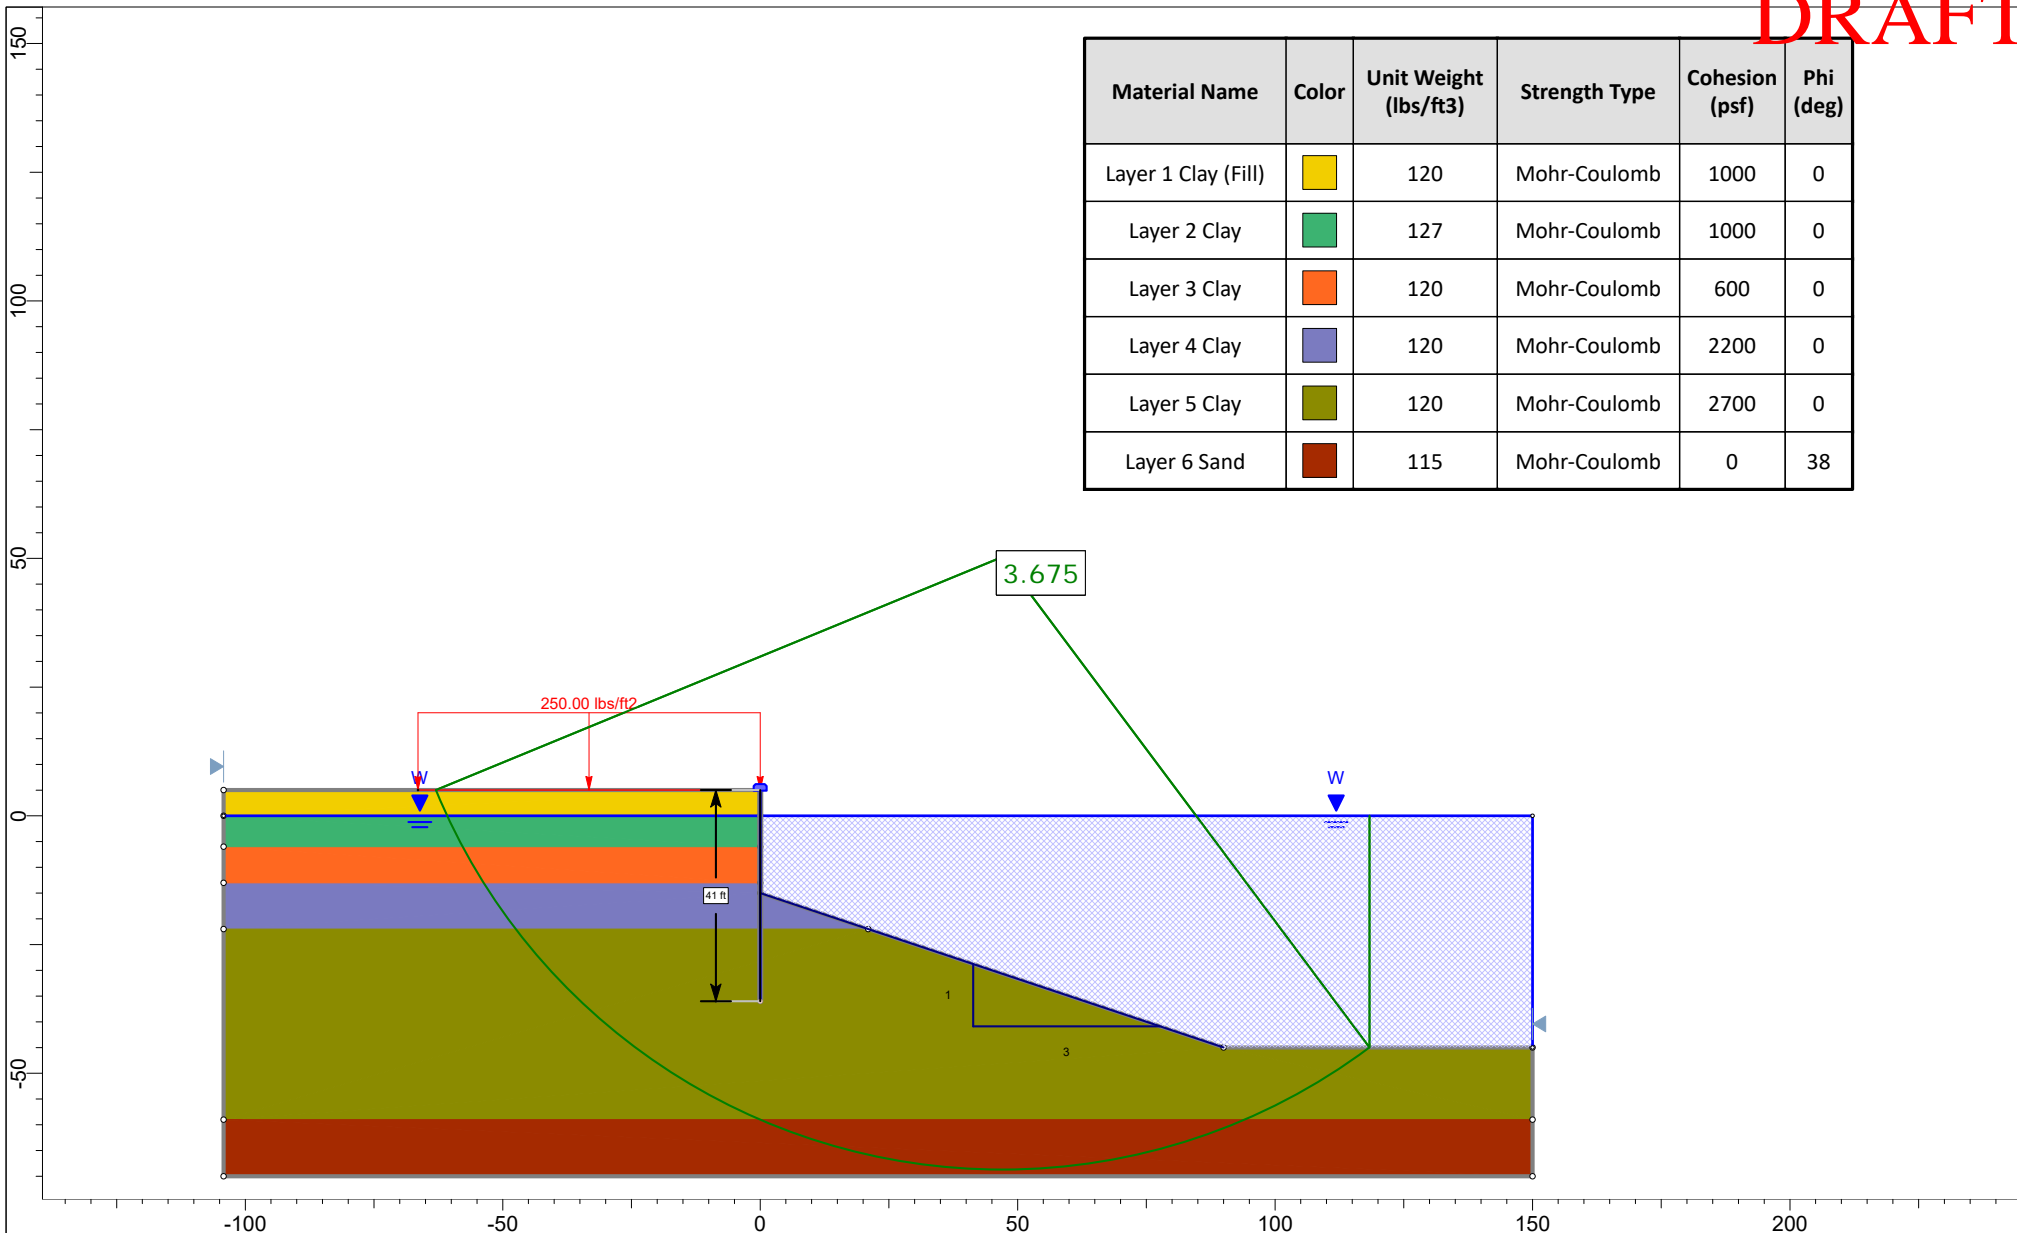 DRAFT
Material Name Color Unit Weight (lbs/ft3) Strength Type Cohesion (psf) Phi (deg)
Layer 1 Clay (Fill) 120 Mohr-Coulomb 1000 0
Layer 2 Clay 127 Mohr-Coulomb 1000 0
Layer 3 Clay 120 Mohr-Coulomb 600 0
Layer 4 Clay 120 Mohr-Coulomb 2200 0
Layer 5 Clay 120 Mohr-Coulomb 2700 0
Layer 6 Sand 115 Mohr-Coulomb 0 38
150
100
50
0
-50
3.675
250.00 lbs/ft2
W
W
41 ft
1
3
-100 -50 0 50 100 150 200